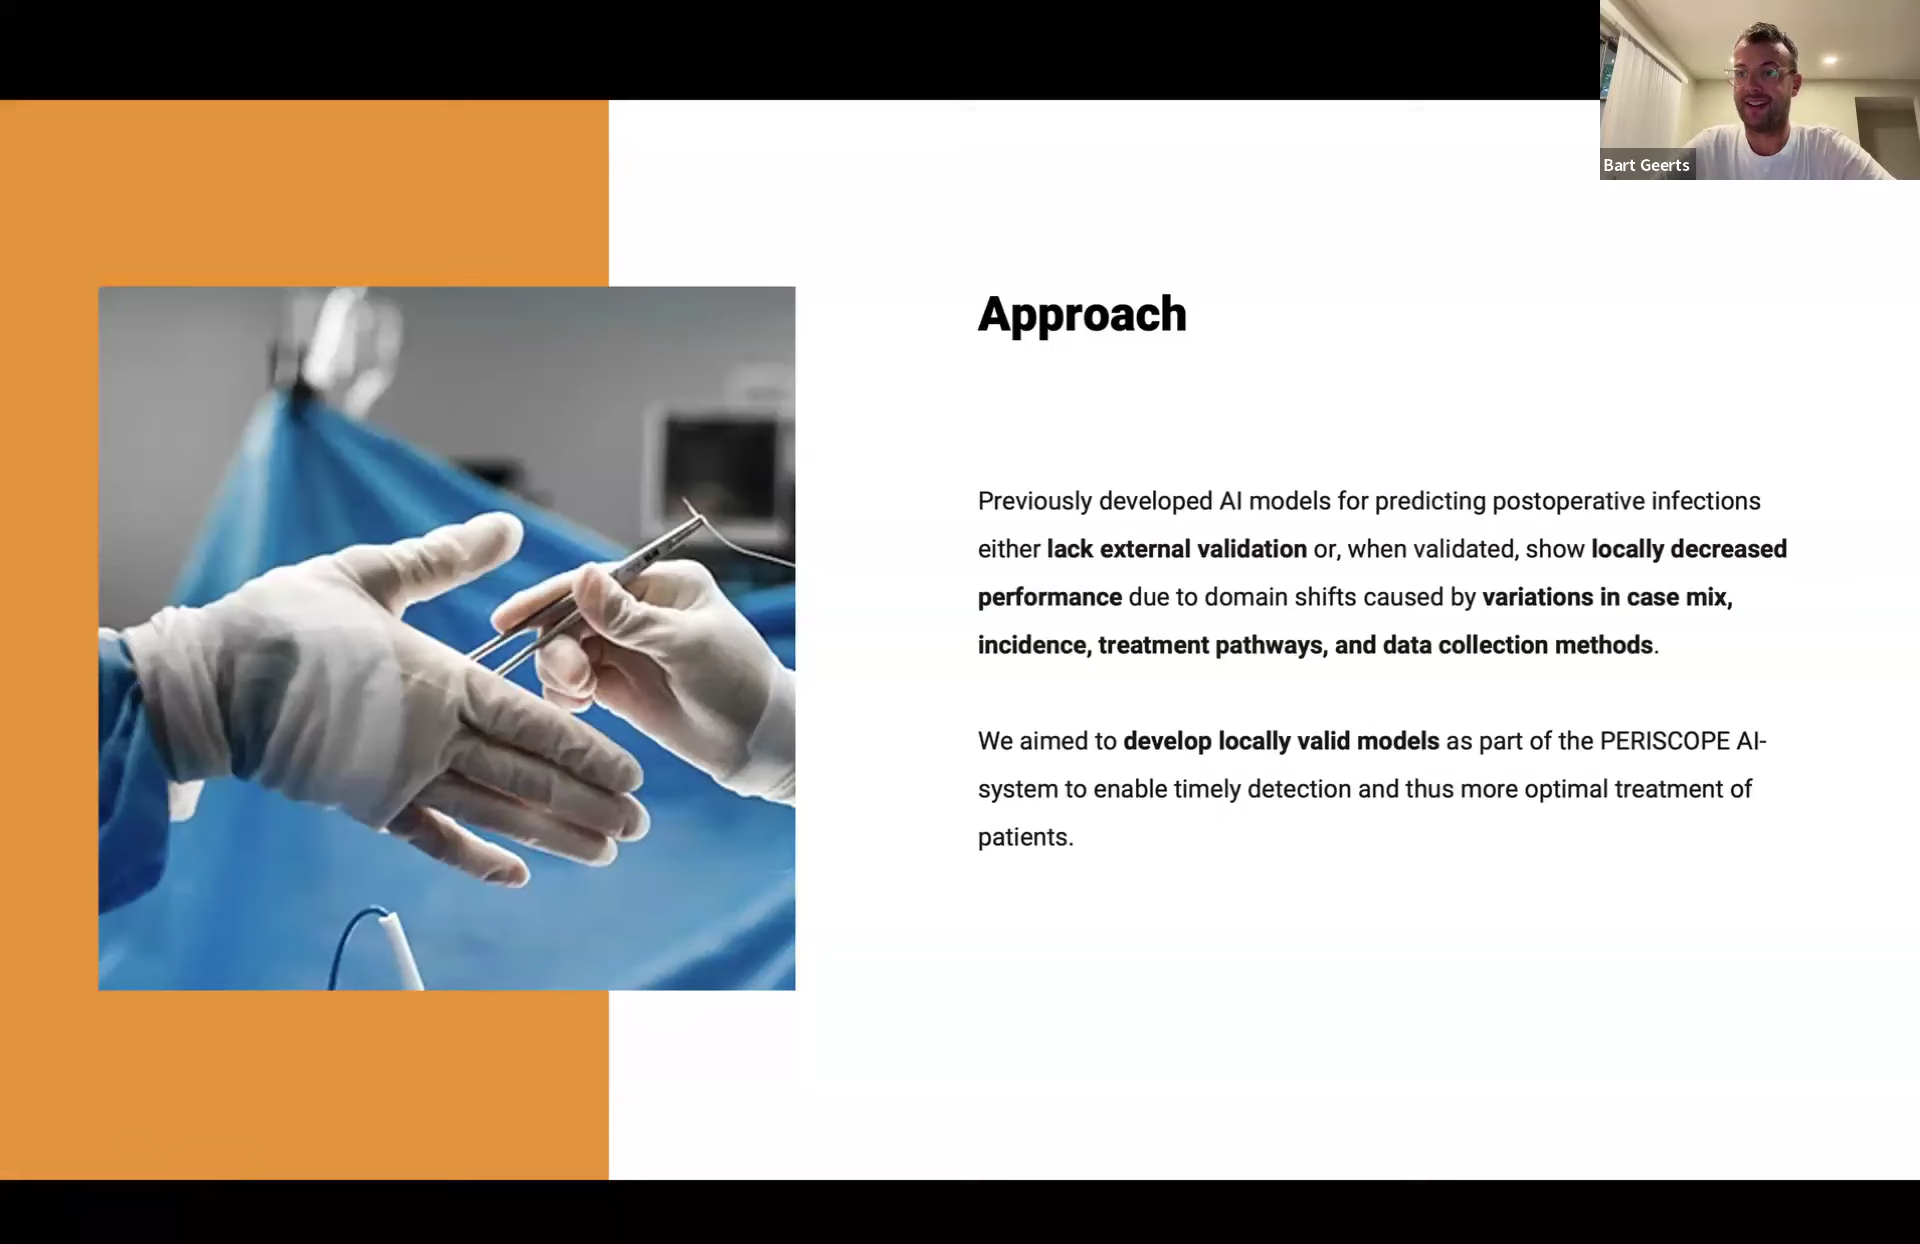 Bart Geerts
Approach
Previously developed AI models for predicting postoperative infections
either lack external validation or, when validated, show locally decreased
performance due to domain shifts caused by variations in case mix,
incidence, treatment pathways, and data collection methods.
We aimed to develop locally valid models as part of the PERISCOPE AI-
system to enable timely detection and thus more optimal treatment of
patients.